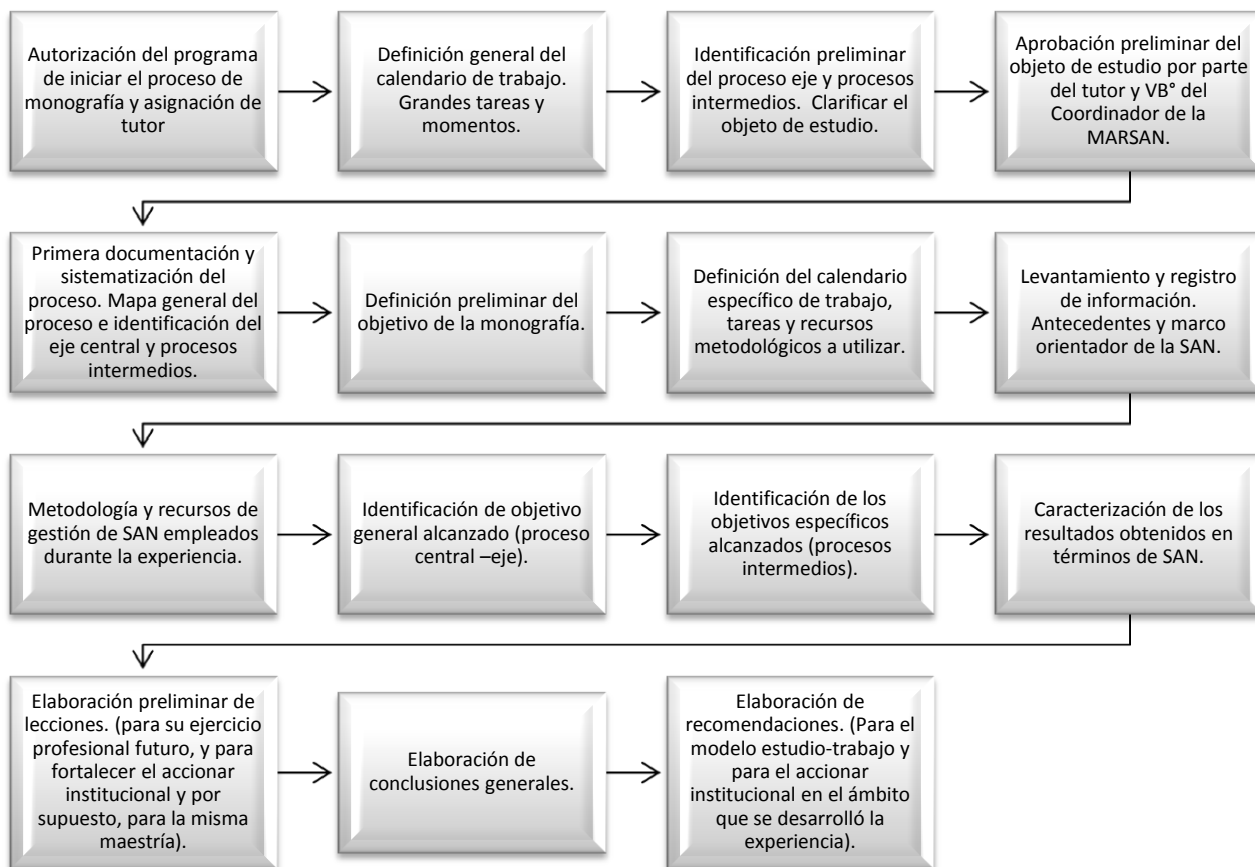 Autorización del programa
de iniciar el proceso de
monografía y asignación de
tutor
Definición general del
calendario de trabajo.
Grandes tareas y
momentos.
Identificación preliminar
del proceso eje y procesos
intermedios. Clarificar el
objeto de estudio.
Aprobación preliminar del
objeto de estudio por parte
del tutor y VB° del
Coordinador de la
MARSAN.
Primera documentación y
sistematización del
proceso. Mapa general del
proceso e identificación del
eje central y procesos
intermedios.
Definición preliminar del
objetivo de la monografía.
Definición del calendario
específico de trabajo,
tareas y recursos
metodológicos a utilizar.
Levantamiento y registro
de información.
Antecedentes y marco
orientador de la SAN.
Metodología y recursos de
gestión de SAN empleados
durante la experiencia.
Identificación de objetivo
general alcanzado (proceso
central –eje).
Identificación de los
objetivos específicos
alcanzados (procesos
intermedios).
Caracterización de los
resultados obtenidos en
términos de SAN.
Elaboración preliminar de
lecciones. (para su ejercicio
profesional futuro, y para
fortalecer el accionar
institucional y por
supuesto, para la misma
maestría).
Elaboración de
conclusiones generales.
Elaboración de
recomendaciones. (Para el
modelo estudio-trabajo y
para el accionar
institucional en el ámbito
que se desarrolló la
experiencia).